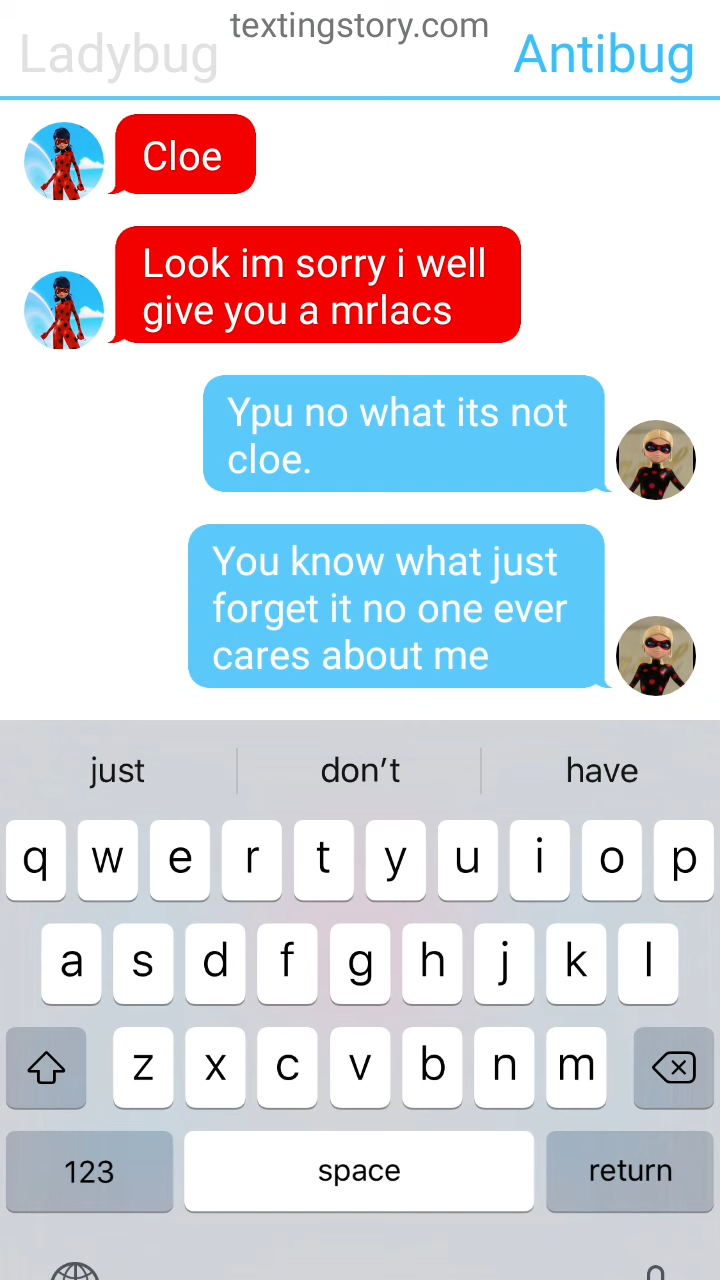 textingstory.com
Ladybug
Antibug
Cloe
Look im sorry i well
give you a mrlacs
Ypu no what its not
cloe.
You know what just
forget it no one ever
cares about me
just don't have
q w e r t y u i o p
a s d f g h j k l
z x c v b n m
123 space return